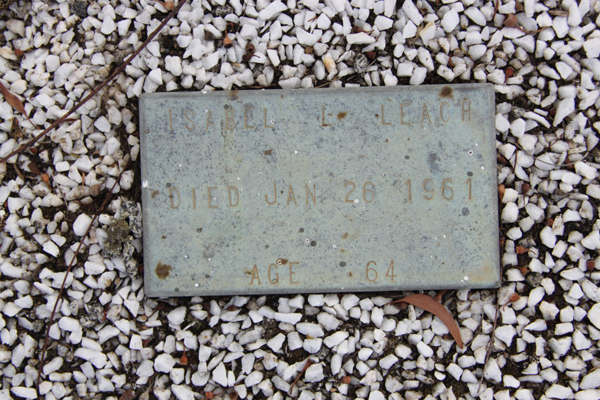 ISABEL E LEACH
DIED JAN 26 1961
AGE 64